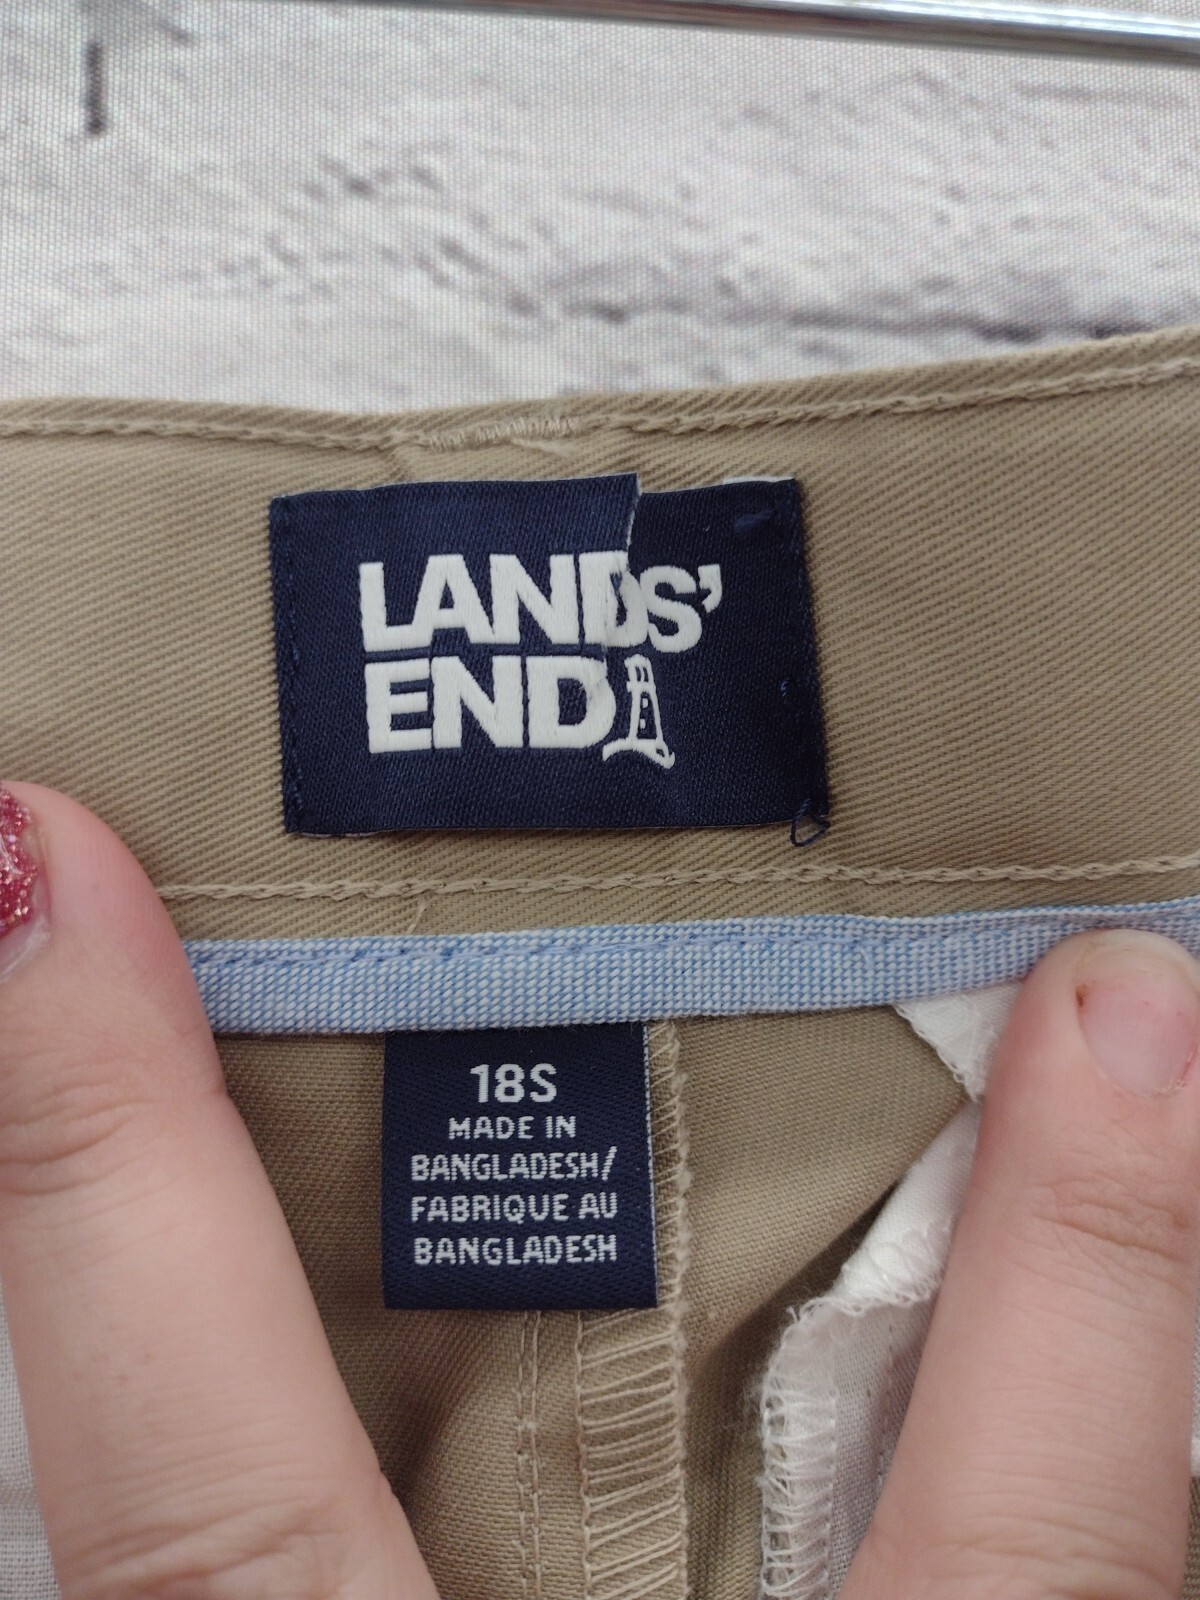 LANDS'
END
18S
MADE IN
BANGLADESH/
FABRIQUE AU
BANGLADESH